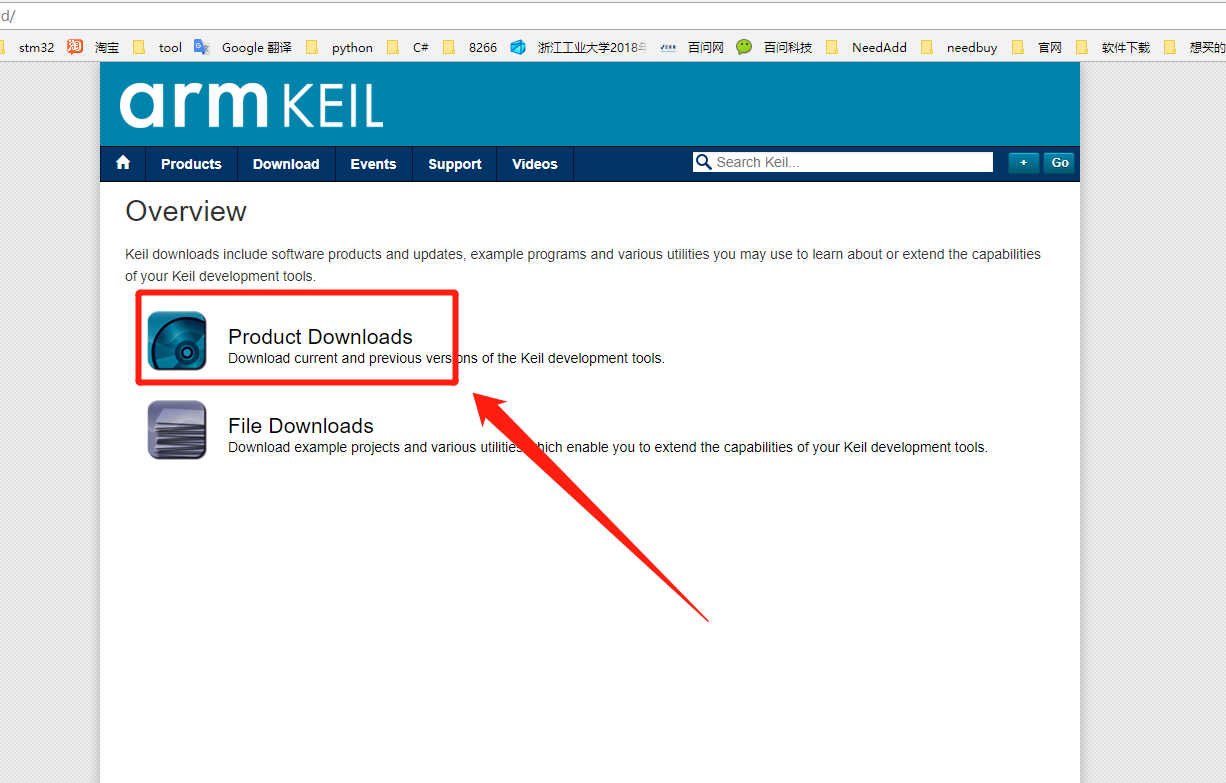 d/
stm32 淘 淘宝 tool Google 翻译 python C# 8266 浙江工业大学2018年 百问网 百问科技 NeedAdd needbuy 官网 软件下载 想买的
arm KEIL
Products Download Events Support Videos Search Keil... + Go
Overview
Keil downloads include software products and updates, example programs and various utilities you may use to learn about or extend the capabilities
of your Keil development tools.
Product Downloads
Download current and previous versions of the Keil development tools.
File Downloads
Download example projects and various utilities which enable you to extend the capabilities of your Keil development tools.